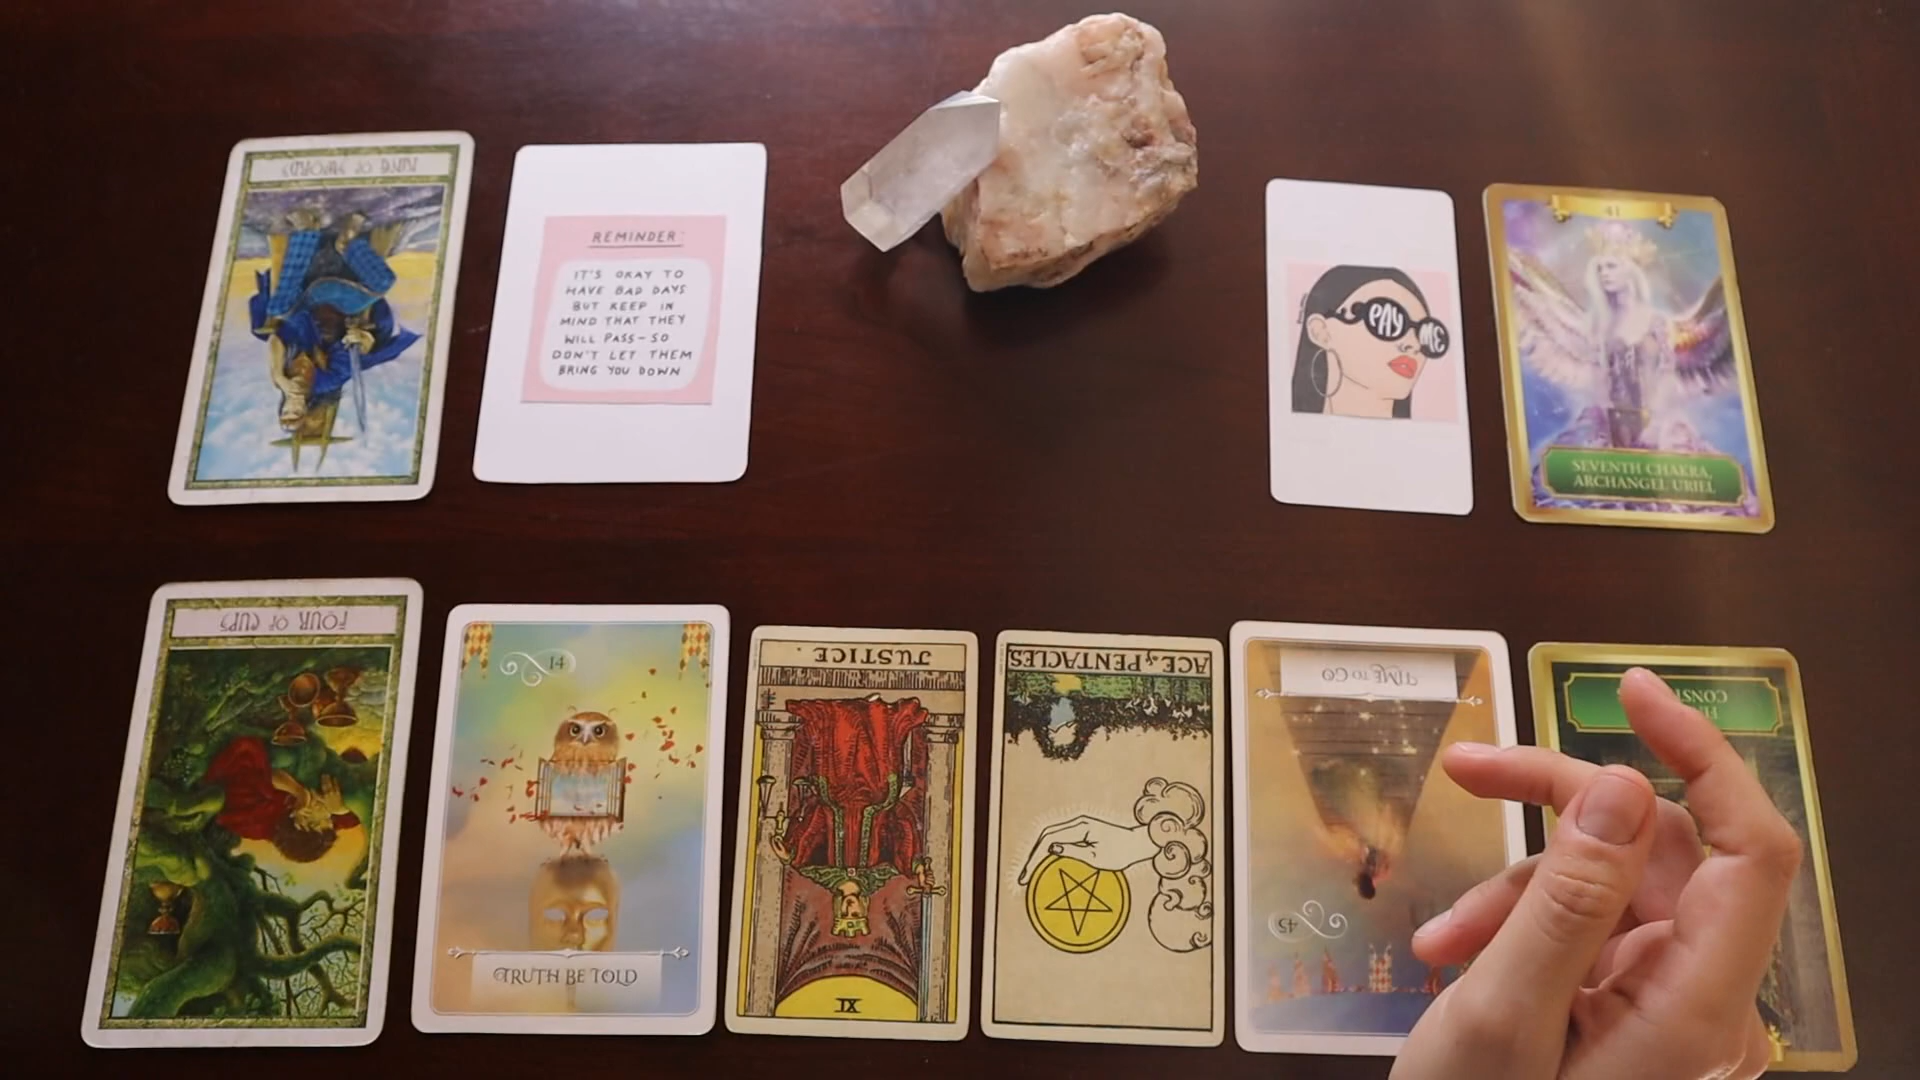 KING OF SWORDS
REMINDER
IT'S OKAY TO
HAVE BAD DAYS
BUT KEEP IN
MIND THAT THEY
WILL PASS – SO
DON'T LET THEM
BRING YOU DOWN
PAY ME
41
SEVENTH CHAKRA,
ARCHANGEL URIEL
FOUR OF CUPS
14
TRUTH BE TOLD
JUSTICE.
XI
ACE of PENTACLES
TIME TO GO
45